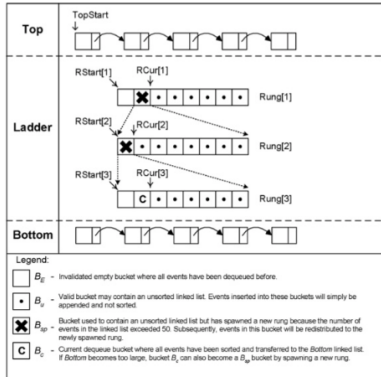 TopStart
Top
RStart[1]
RCur[1]
Rung[1]
Ladder
RStart[2]
RCur[2]
Rung[2]
RStart[3]
RCur[3]
C
Rung[3]
Bottom
Legend:
B_E - Invalidated empty bucket where all events have been dequeued before.
Valid bucket may contain an unsorted linked list. Events inserted into these buckets will simply be
appended and not sorted.
B_sp - Bucket used to contain an unsorted linked list but has spawned a new rung because the number of
events in the linked list exceeded 50. Subsequently, events in this bucket will be redistributed to the
newly spawned rung.
C B_c - Current dequeue bucket where all events have been sorted and transferred to the Bottom linked list.
If Bottom becomes too large, bucket can also become a B_sp bucket by spawning a new rung.